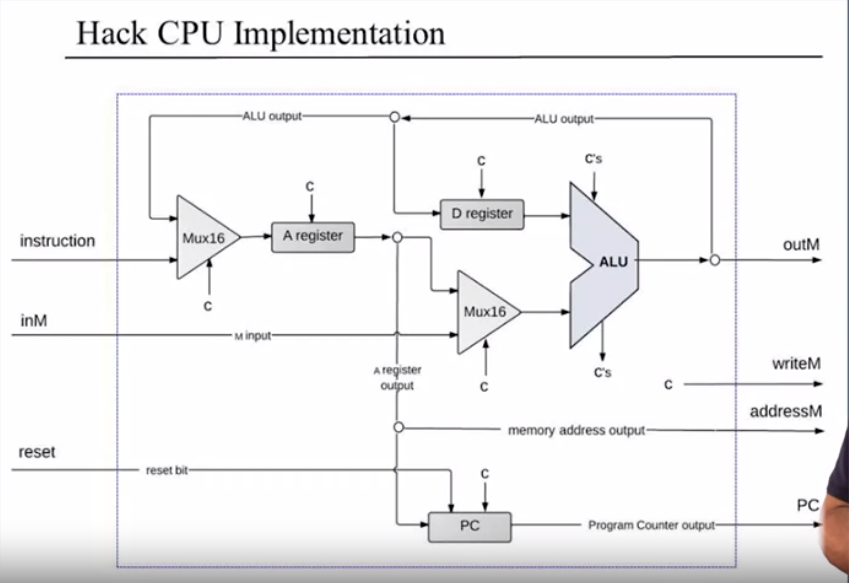 Hack CPU Implementation
ALU output
ALU output
C
C's
C
D register
instruction
Mux16
A register
ALU
outM
C
Mux16
inM
M input
A register
output
C
C's
writeM
C
addressM
memory address output
reset
reset bit
C
PC
PC
Program Counter output